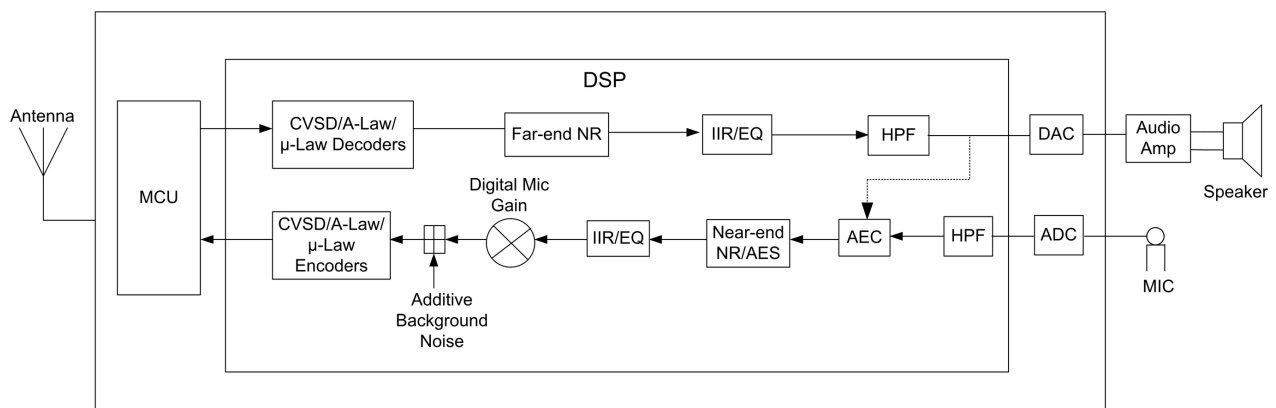 DSP
Antenna
MCU
CVSD/A-Law/
μ-Law Decoders
Far-end NR
IIR/EQ
HPF
DAC
Audio
Amp
Speaker
CVSD/A-Law/
μ-Law
Encoders
Digital Mic
Gain
Additive
Background
Noise
IIR/EQ
Near-end
NR/AES
AEC
HPF
ADC
MIC